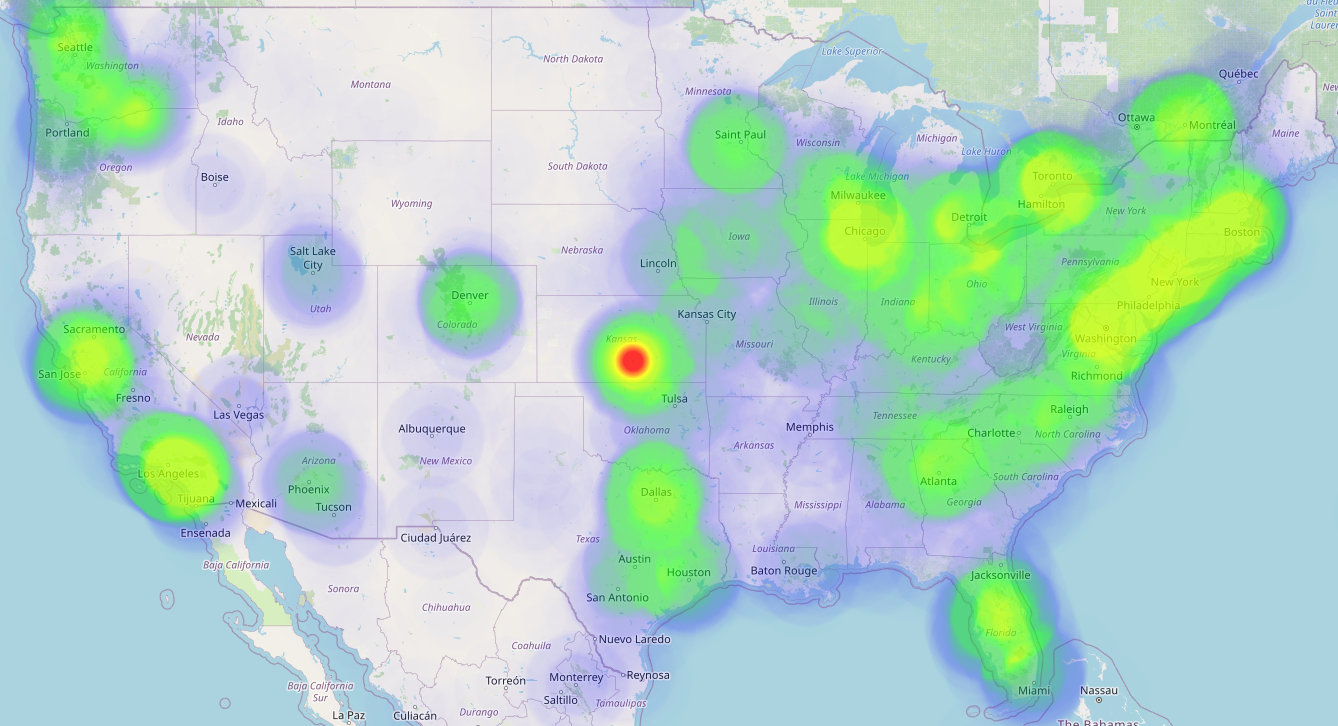 du Fleuve
Saint-
Lauren
Seattle
Washington
Portland
Oregon
Idaho
Boise
Montana
North Dakota
South Dakota
Wyoming
Nebraska
Lincoln
Minnesota
Saint Paul
Lake Superior
Wisconsin
Michigan
Lake Huron
Lake Michigan
Milwaukee
Chicago
Iowa
Québec
Ottawa
Montréal
Maine
New
Toronto
Hamilton
Detroit
New York
Boston
Salt Lake
City
Utah
Nevada
Denver
Colorado
Sacramento
San Jose
California
Fresno
Las Vegas
Kansas
Kansas City
Missouri
Illinois
Indiana
Ohio
Pennsylvania
New York
Philadelphia
West Virginia
Washington
Virginia
Richmond
Kentucky
Tulsa
Oklahoma
Albuquerque
New Mexico
Arizona
Phoenix
Tucson
Los Angeles
Tijuana
Mexicali
Ensenada
Memphis
Arkansas
Tennessee
Charlotte
Raleigh
North Carolina
South Carolina
Atlanta
Georgia
Alabama
Mississippi
Dallas
Texas
Austin
Houston
San Antonio
Louisiana
Baton Rouge
Jacksonville
Florida
Miami
Nassau
The Bahamas
Baja California
Ciudad Juárez
Sonora
Chihuahua
Coahuila
Nuevo Laredo
Reynosa
Monterrey
Saltillo
Tamaulipas
Torreón
Durango
Culiacán
Baja California
Sur
La Paz